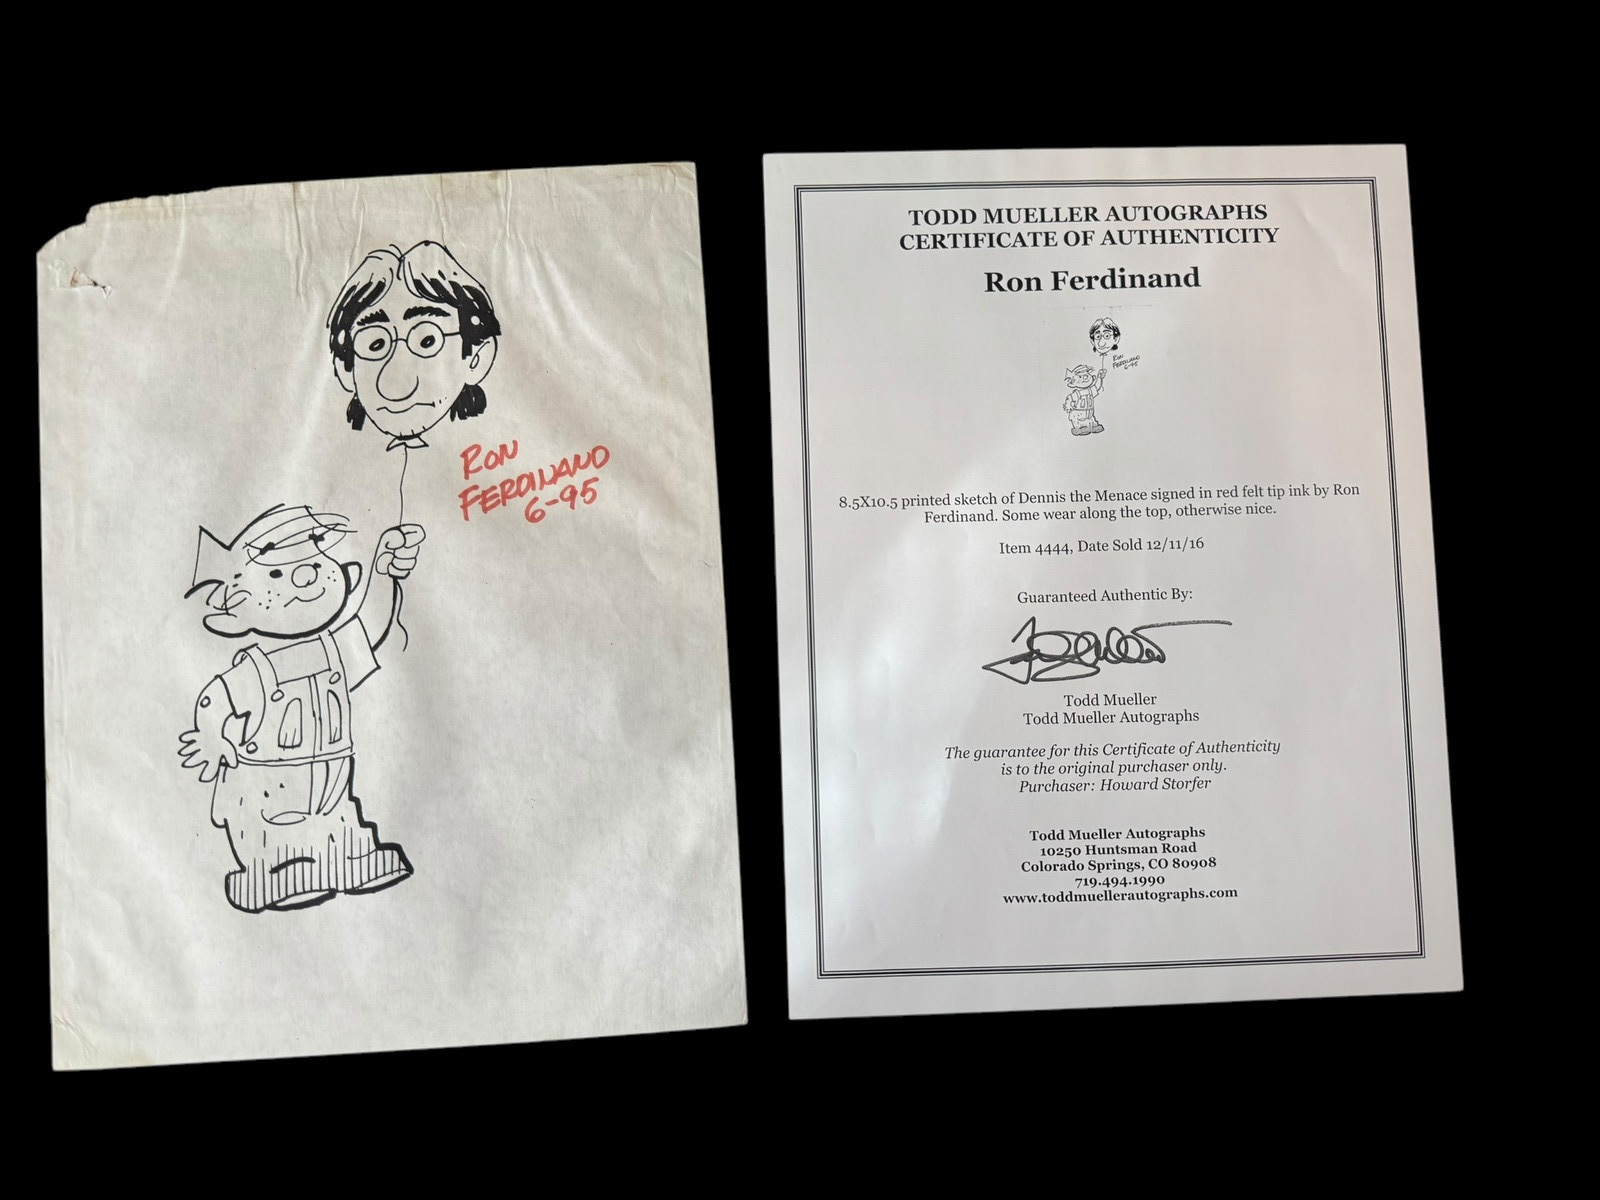 RON
FERDINAND
6-95
TODD MUELLER AUTOGRAPHS
CERTIFICATE OF AUTHENTICITY
Ron Ferdinand
RON
FERDINAND
6-95
8.5X10.5 printed sketch of Dennis the Menace signed in red felt tip ink by Ron
Ferdinand. Some wear along the top, otherwise nice.
Item 4444, Date Sold 12/11/16
Guaranteed Authentic By:
Todd Mueller
Todd Mueller Autographs
The guarantee for this Certificate of Authenticity
is to the original purchaser only.
Purchaser: Howard Storfer
Todd Mueller Autographs
10250 Huntsman Road
Colorado Springs, CO 80908
719.494.1990
www.toddmuellerautographs.com